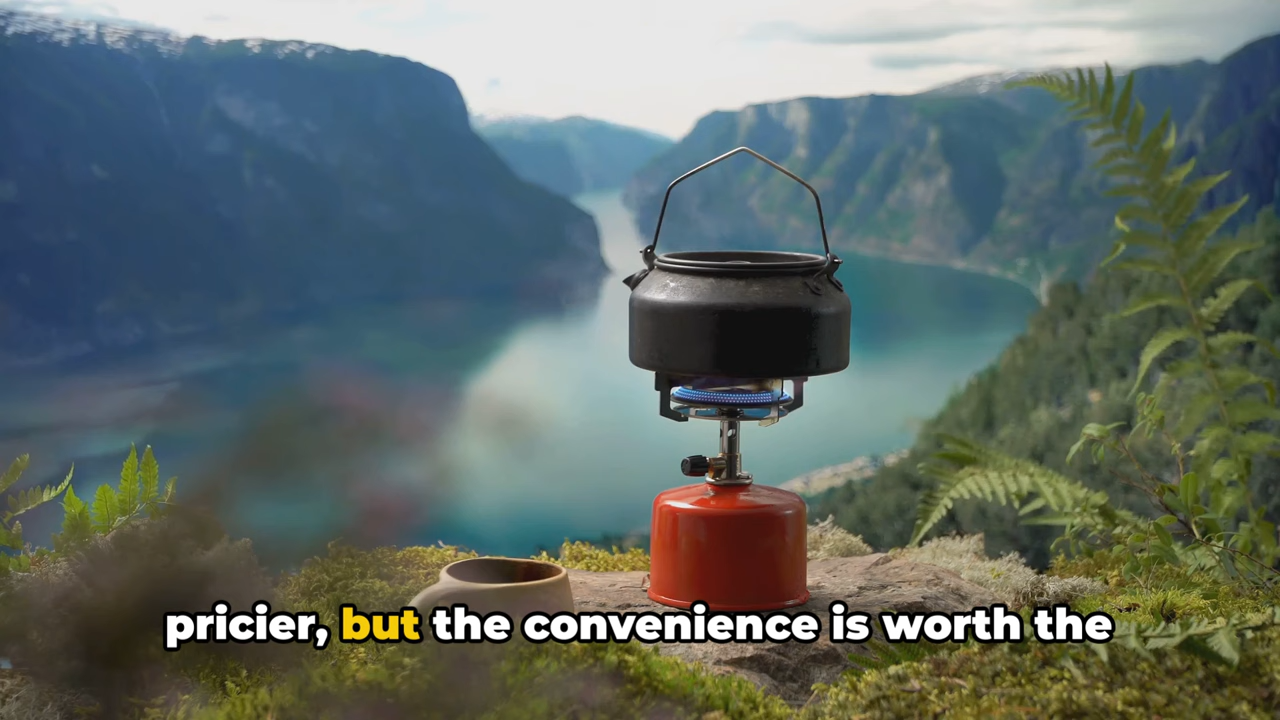 pricier, but the convenience is worth the